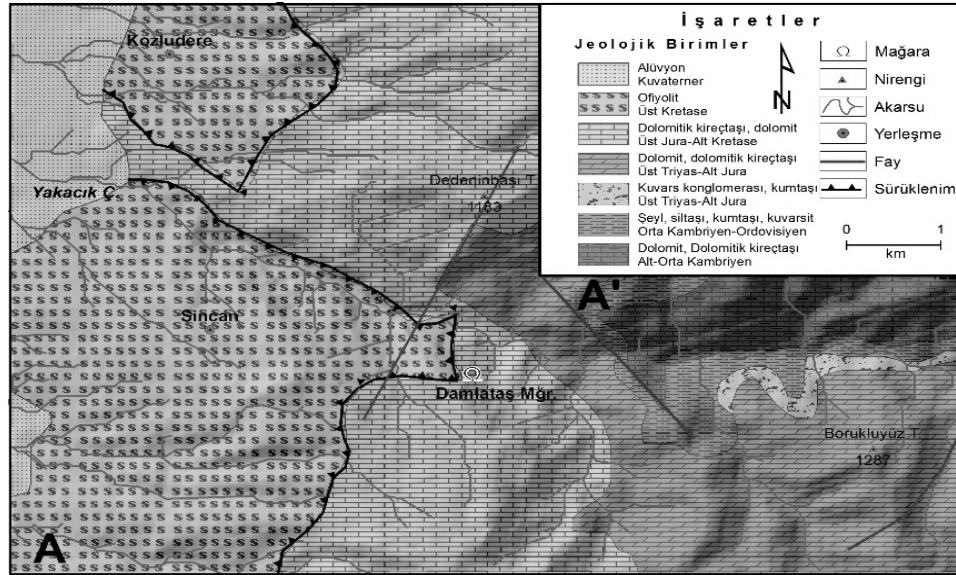 İşaretler
Jeolojik Birimler
Alüvyon
Kuvaterner
Ofiyolit
Üst Kretase
Dolomitik kireçtaşı, dolomit
Üst Jura-Alt Kretase
Dolomit, dolomitik kireçtaşı
Üst Triyas-Alt Jura
Kuvars konglomerası, kumtaşı
Üst Triyas-Alt Jura
Şeyl, siltaşı, kumtaşı, kuvarsit
Orta Kambriyen-Ordovisiyen
Dolomit, Dolomitik kireçtaşı
Alt-Orta Kambriyen
N
Mağara
Nirengi
Akarsu
Yerleşme
Fay
Sürüklenim
0 1
km
Kozludere
Yakacık Ç
Dedeninbaşı T.
1183
A'
Sincan
Damlataş Mğr.
Borukluyüz T.
1287
A